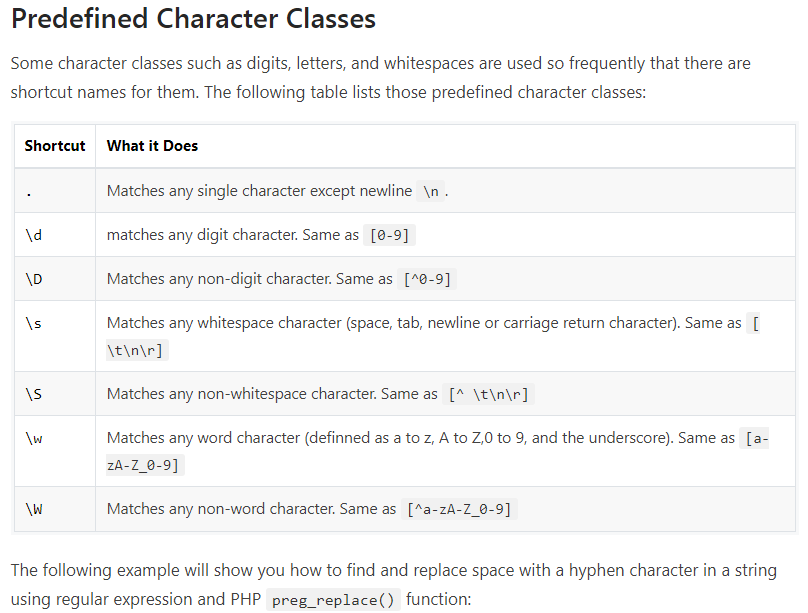 Predefined Character Classes
Some character classes such as digits, letters, and whitespaces are used so frequently that there are
shortcut names for them. The following table lists those predefined character classes:
Shortcut What it Does
. Matches any single character except newline \n .
\d matches any digit character. Same as [0-9]
\D Matches any non-digit character. Same as [^0-9]
\s Matches any whitespace character (space, tab, newline or carriage return character). Same as [
\t\n\r]
\S Matches any non-whitespace character. Same as [^ \t\n\r]
\w Matches any word character (definned as a to z, A to Z,0 to 9, and the underscore). Same as [a-
zA-Z_0-9]
\W Matches any non-word character. Same as [^a-zA-Z_0-9]
The following example will show you how to find and replace space with a hyphen character in a string
using regular expression and PHP preg_replace() function: